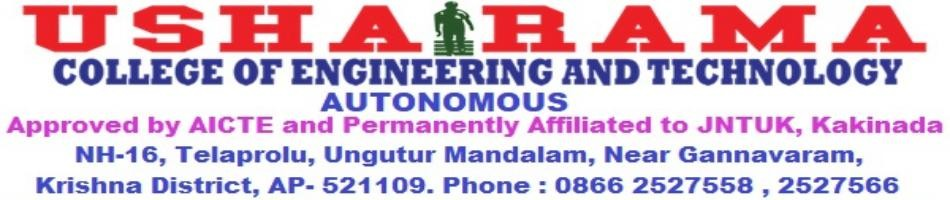 USHA RAMA
COLLEGE OF ENGINEERING AND TECHNOLOGY
AUTONOMOUS
Approved by AICTE and Permanently Affiliated to JNTUK, Kakinada
NH-16, Telaprolu, Ungutur Mandalam, Near Gannavaram,
Krishna District, AP- 521109. Phone : 0866 2527558 , 2527566